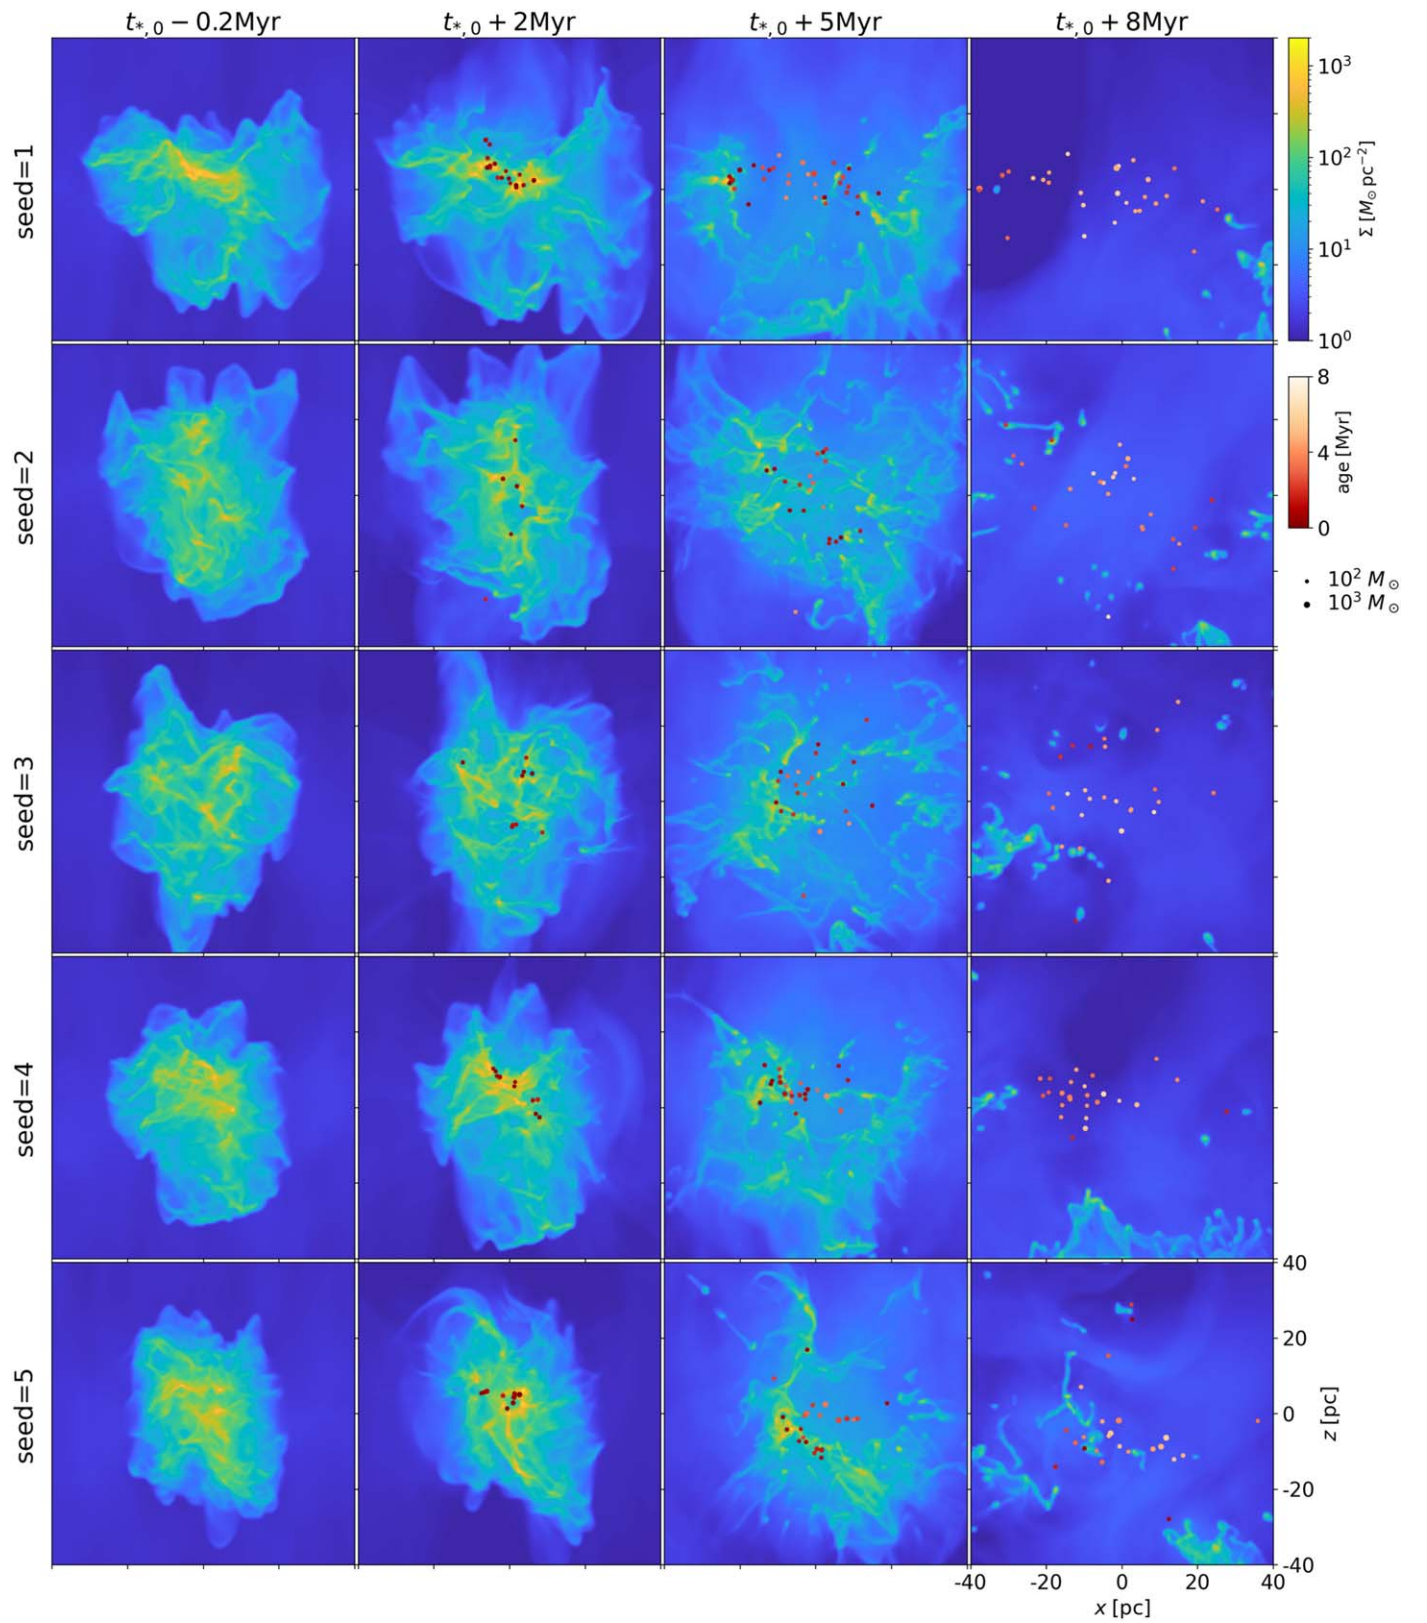 t*,0 − 0.2Myr t*,0 + 2Myr t*,0 + 5Myr t*,0 + 8Myr
seed=1
10³
10²
10¹
10⁰
Σ [M⊙ pc⁻²]
seed=2
8
4
0
age [Myr]
10² M⊙
10³ M⊙
seed=3
seed=4
seed=5
40
20
0
-20
-40
z [pc]
-40 -20 0 20 40
x [pc]